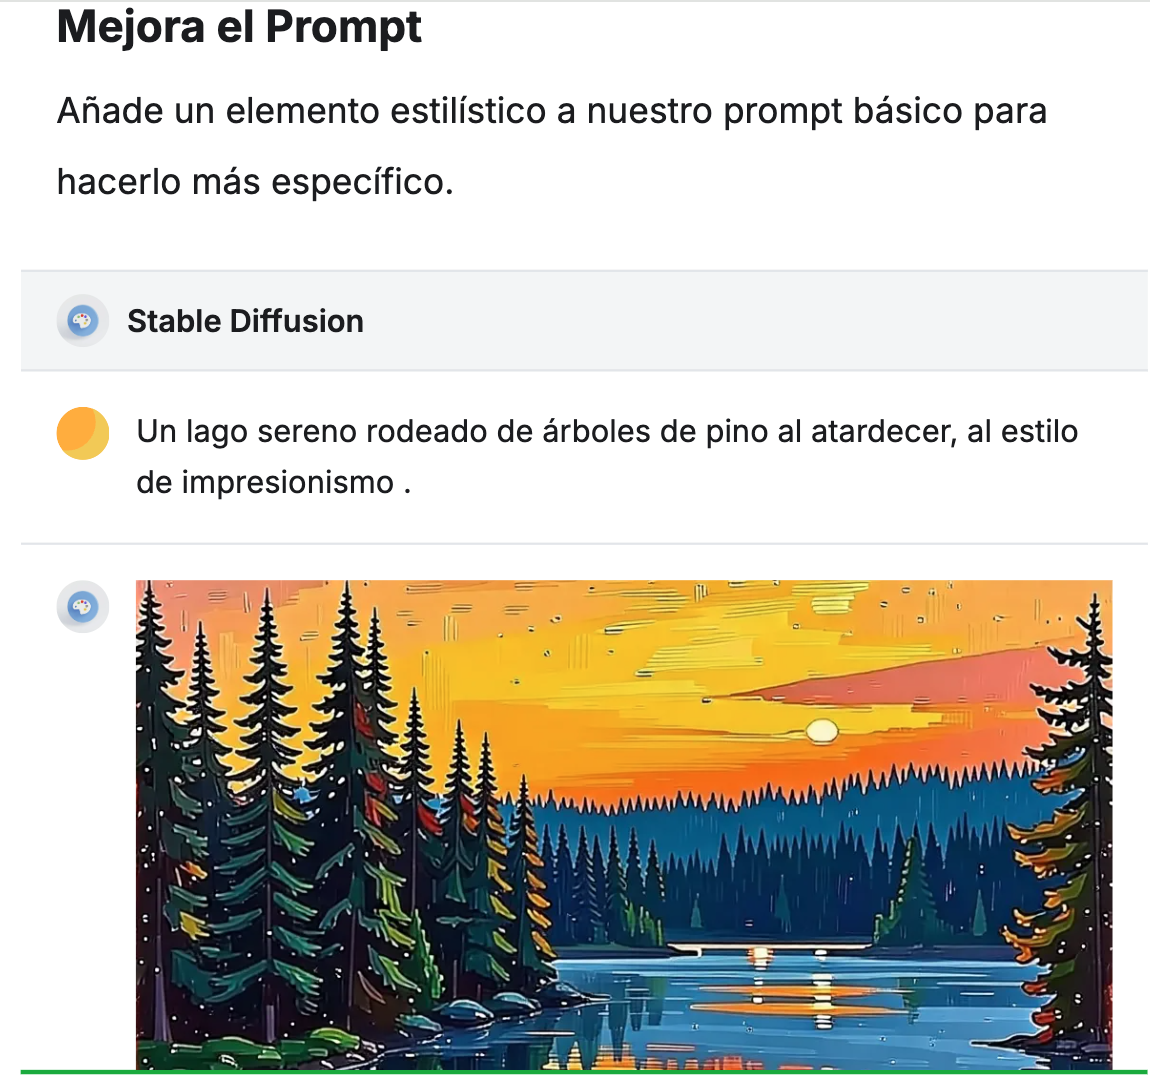 Mejora el Prompt
Añade un elemento estilístico a nuestro prompt básico para
hacerlo más específico.
Stable Diffusion
Un lago sereno rodeado de árboles de pino al atardecer, al estilo
de impresionismo .